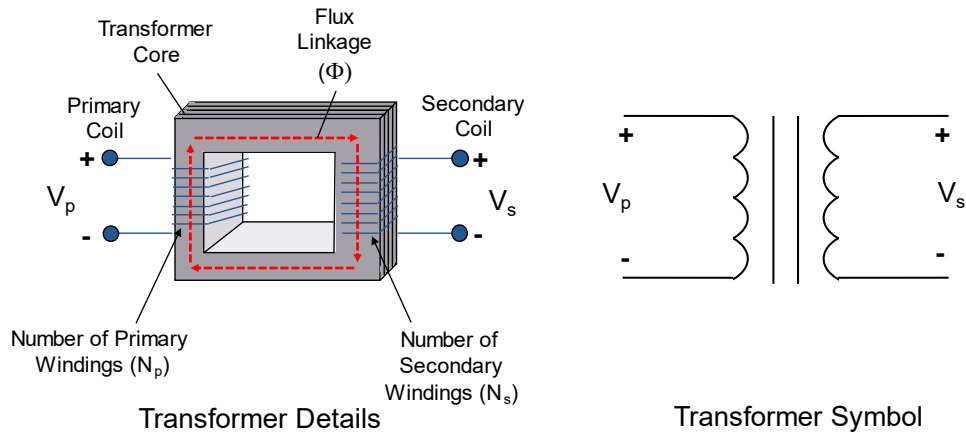 Transformer
Core
Flux
Linkage
(Φ)
Primary
Coil
Secondary
Coil
+
+
V_p
V_s
-
-
Number of Primary
Windings (N_p)
Number of
Secondary
Windings (N_s)
Transformer Details
+
+
V_p
V_s
-
-
Transformer Symbol